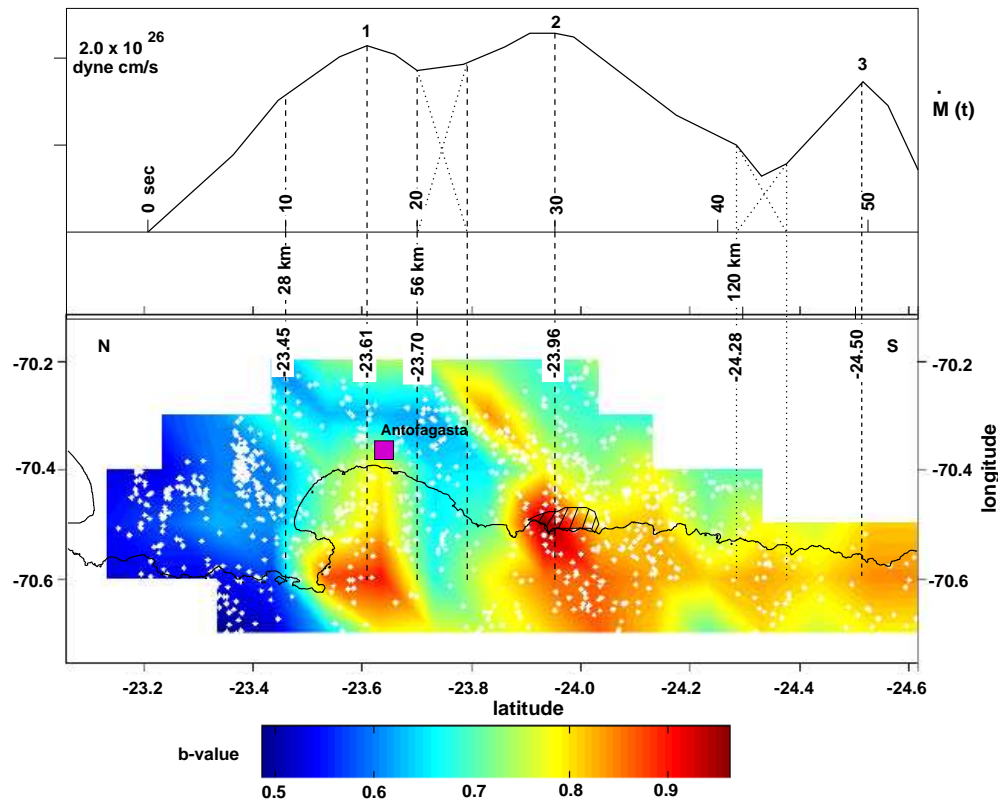 2.0 x 10 26
dyne cm/s
1
2
3
Ṁ (t)
0 sec
10
20
30
40
50
28 km
56 km
120 km
N
S
-23.45
-23.61
-23.70
-23.96
-24.28
-24.50
-70.2
-70.4
-70.6
-70.2
-70.4
-70.6
longitude
Antofagasta
-23.2
-23.4
-23.6
-23.8
-24.0
-24.2
-24.4
-24.6
latitude
b-value
0.5
0.6
0.7
0.8
0.9